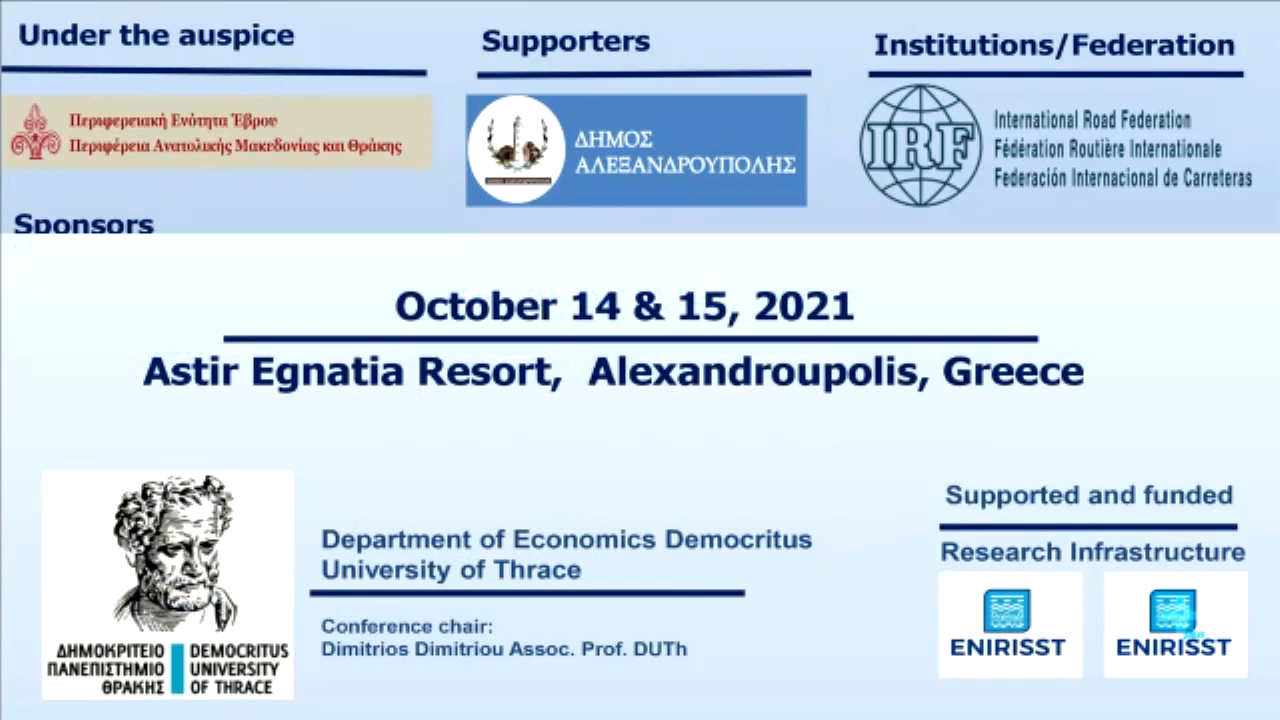 Under the auspice
Περιφερειακή Ενότητα Έβρου
Περιφέρεια Ανατολικής Μακεδονίας και Θράκης
Supporters
ΔΗΜΟΣ
ΑΛΕΞΑΝΔΡΟΥΠΟΛΗΣ
Institutions/Federation
IRF
International Road Federation
Fédération Routière Internationale
Federación Internacional de Carreteras
Sponsors
October 14 & 15, 2021
Astir Egnatia Resort, Alexandroupolis, Greece
ΔΗΜΟΚΡΙΤΕΙΟ
ΠΑΝΕΠΙΣΤΗΜΙΟ
ΘΡΑΚΗΣ
DEMOCRITUS
UNIVERSITY
OF THRACE
Department of Economics Democritus
University of Thrace
Conference chair:
Dimitrios Dimitriou Assoc. Prof. DUTh
Supported and funded
Research Infrastructure
ENIRISST
ENIRISST